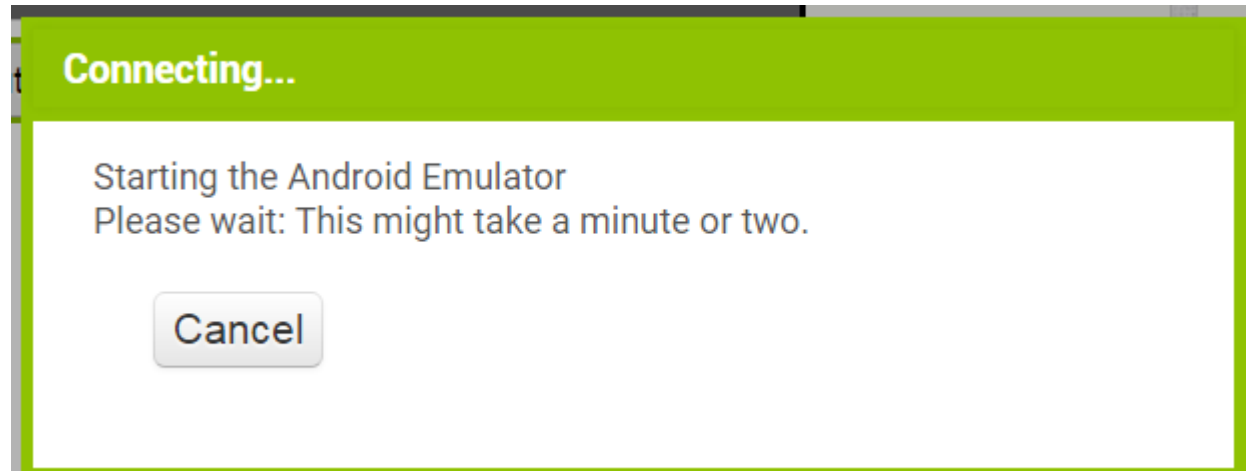 Connecting...
Starting the Android Emulator
Please wait: This might take a minute or two.
Cancel